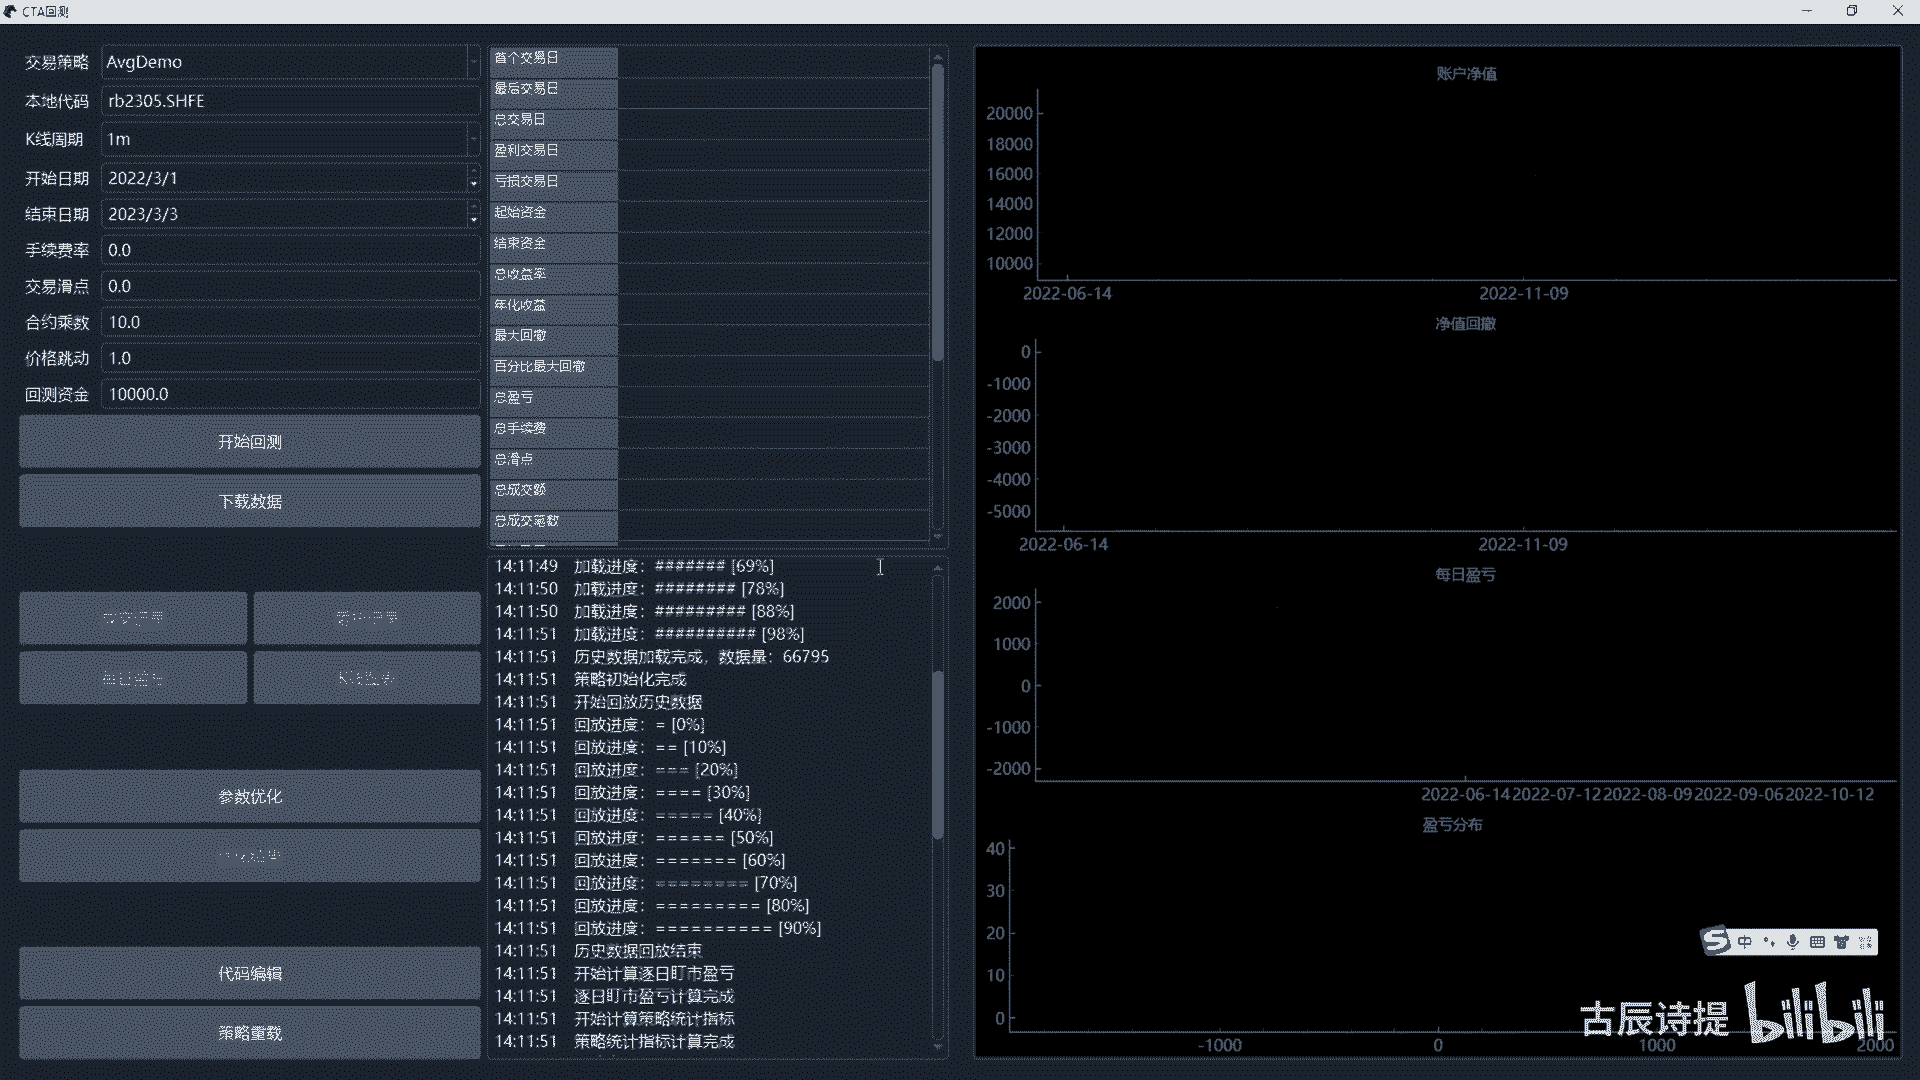 CTA回测
交易策略 AvgDemo
本地代码 rb2305.SHFE
K线周期 1m
开始日期 2022/3/1
结束日期 2023/3/3
手续费率 0.0
交易滑点 0.0
合约乘数 10.0
价格跳动 1.0
回测资金 10000.0
开始回测
下载数据
参数优化
代码编辑
策略重载
首个交易日
最后交易日
总交易日
盈利交易日
亏损交易日
起始资金
结束资金
总收益率
年化收益
最大回撤
百分比最大回撤
总盈亏
总手续费
总滑点
总成交额
总成交笔数
14:11:49 加载进度：####### [69%]
14:11:50 加载进度：######## [78%]
14:11:50 加载进度：######### [88%]
14:11:51 加载进度：########## [98%]
14:11:51 历史数据加载完成，数据量：66795
14:11:51 策略初始化完成
14:11:51 开始回放历史数据
14:11:51 回放进度：= [0%]
14:11:51 回放进度：== [10%]
14:11:51 回放进度：=== [20%]
14:11:51 回放进度：==== [30%]
14:11:51 回放进度：===== [40%]
14:11:51 回放进度：====== [50%]
14:11:51 回放进度：======= [60%]
14:11:51 回放进度：======== [70%]
14:11:51 回放进度：========= [80%]
14:11:51 回放进度：========== [90%]
14:11:51 历史数据回放结束
14:11:51 开始计算逐日盯市盈亏
14:11:51 逐日盯市盈亏计算完成
14:11:51 开始计算策略统计指标
14:11:51 策略统计指标计算完成
账户净值
20000
18000
16000
14000
12000
10000
2022-06-14 2022-11-09
净值回撤
0
-1000
-2000
-3000
-4000
-5000
2022-06-14 2022-11-09
每日盈亏
2000
1000
0
-1000
-2000
2022-06-14 2022-07-12 2022-08-09 2022-09-06 2022-10-12
盈亏分布
40
30
20
10
0
-1000 0 1000 2000
中
古辰诗提 bilibili